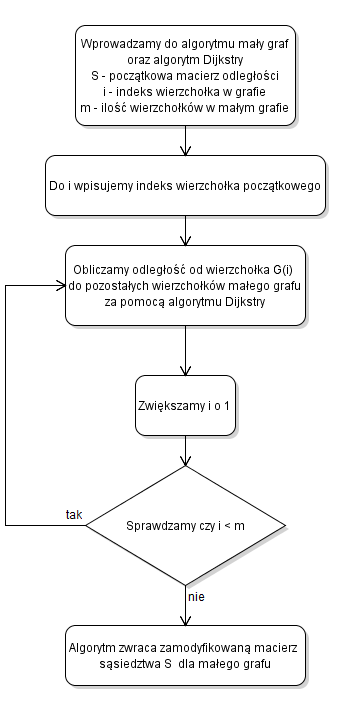 Wprowadzamy do algorytmu mały graf
oraz algorytm Dijkstry
S - początkowa macierz odległości
i - indeks wierzchołka w grafie
m - ilość wierzchołków w małym grafie
Do i wpisujemy indeks wierzchołka początkowego
Obliczamy odległość od wierzchołka G(i)
do pozostałych wierzchołków małego grafu
za pomocą algorytmu Dijkstry
Zwiększamy i o 1
tak
Sprawdzamy czy i < m
nie
Algorytm zwraca zamodyfikowaną macierz
sąsiedztwa S dla małego grafu